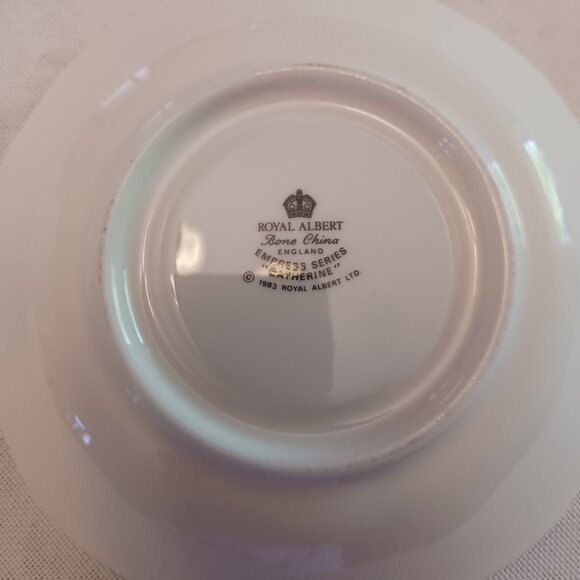 ROYAL ALBERT
Bone China
ENGLAND
EMPRESS SERIES
"CATHERINE"
© 1983 ROYAL ALBERT LTD.